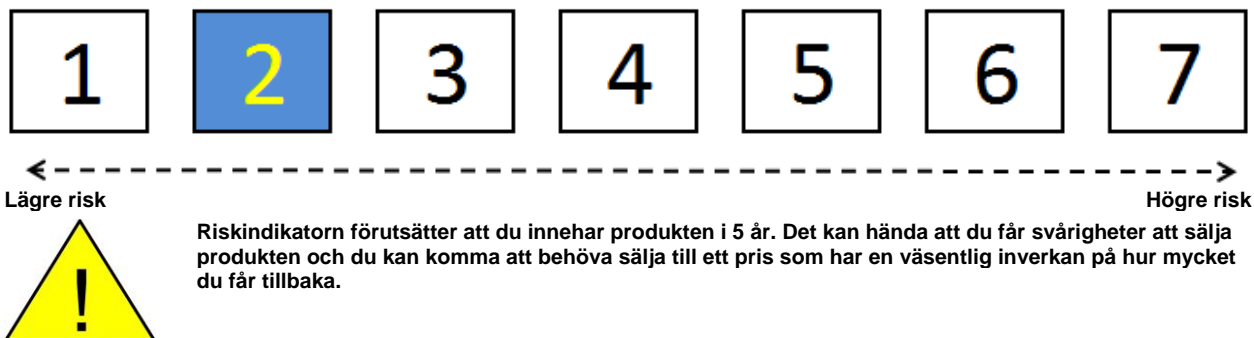 1 2 3 4 5 6 7
Lägre risk Högre risk
Riskindikatorn förutsätter att du innehar produkten i 5 år. Det kan hända att du får svårigheter att sälja
produkten och du kan komma att behöva sälja till ett pris som har en väsentlig inverkan på hur mycket
du får tillbaka.
!